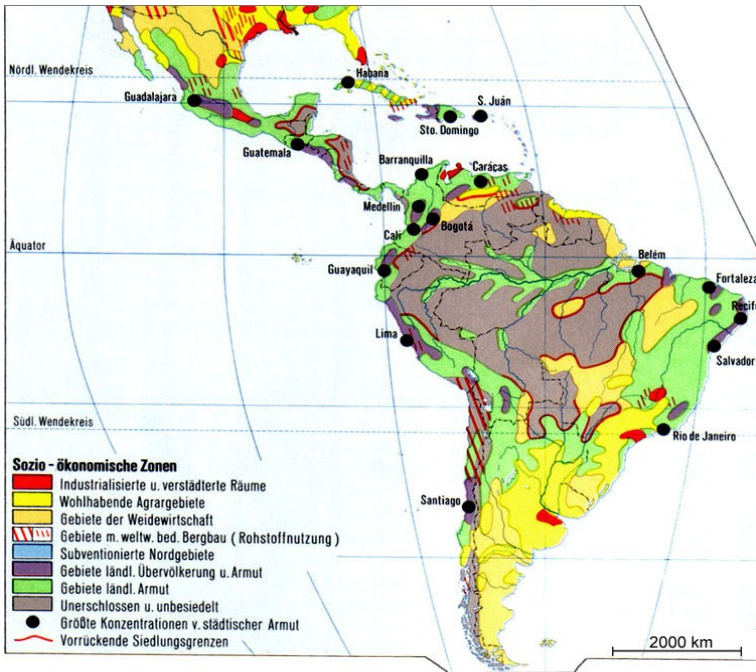 Nördl. Wendekreis
Habana
Guadalajara
S. Juán
Sto. Domingo
Guatemala
Barranquilla
Carácas
Medellin
Bogotá
Cali
Äquator
Guayaquil
Belém
Fortaleza
Recife
Lima
Salvador
Südl. Wendekreis
Rio de Janeiro
Santiago
Sozio - ökonomische Zonen
Industrialisierte u. verstädterte Räume
Wohlhabende Agrargebiete
Gebiete der Weidewirtschaft
Gebiete m. weltw. bed. Bergbau ( Rohstoffnutzung )
Subventionierte Nordgebiete
Gebiete ländl. Übervölkerung u. Armut
Gebiete ländl. Armut
Unerschlossen u. unbesiedelt
Größte Konzentrationen v. städtischer Armut
Vorrückende Siedlungsgrenzen
2000 km